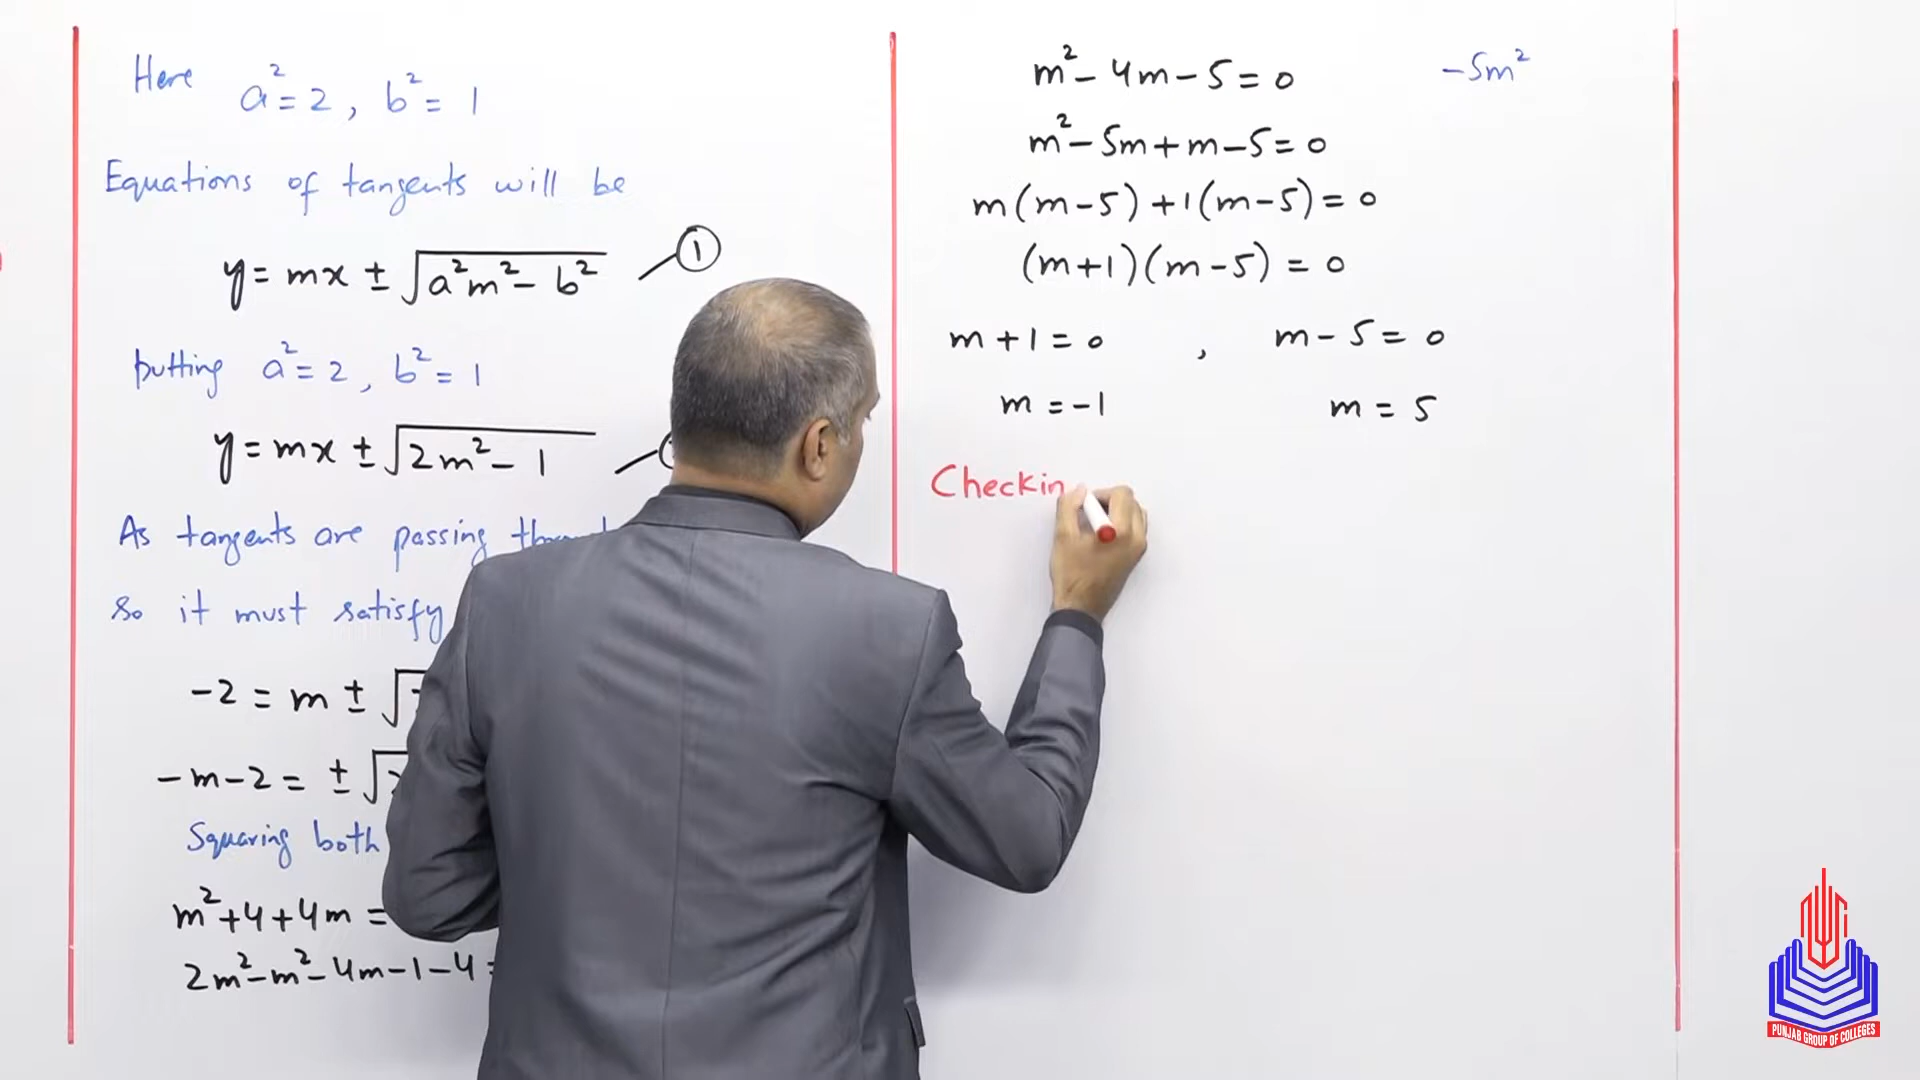 Here a² = 2, b² = 1
Equations of tangents will be
y = mx ± √(a²m² - b²) ①
putting a² = 2, b² = 1
y = mx ± √(2m² - 1)
As tangents are passing
so it must satisfy
-2 = m ± √
-m-2 = ± √
Squaring both
m² + 4 + 4m =
2m² - m² - 4m - 1 - 4 =
m² - 4m - 5 = 0
-5m²
m² - 5m + m - 5 = 0
m(m-5) + 1(m-5) = 0
(m+1)(m-5) = 0
m + 1 = 0 , m - 5 = 0
m = -1 m = 5
Checkin
PUNJAB GROUP OF COLLEGES